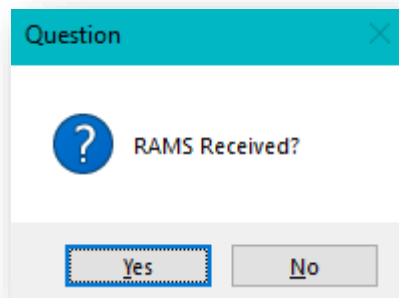 Question
RAMS Received?
Yes
No